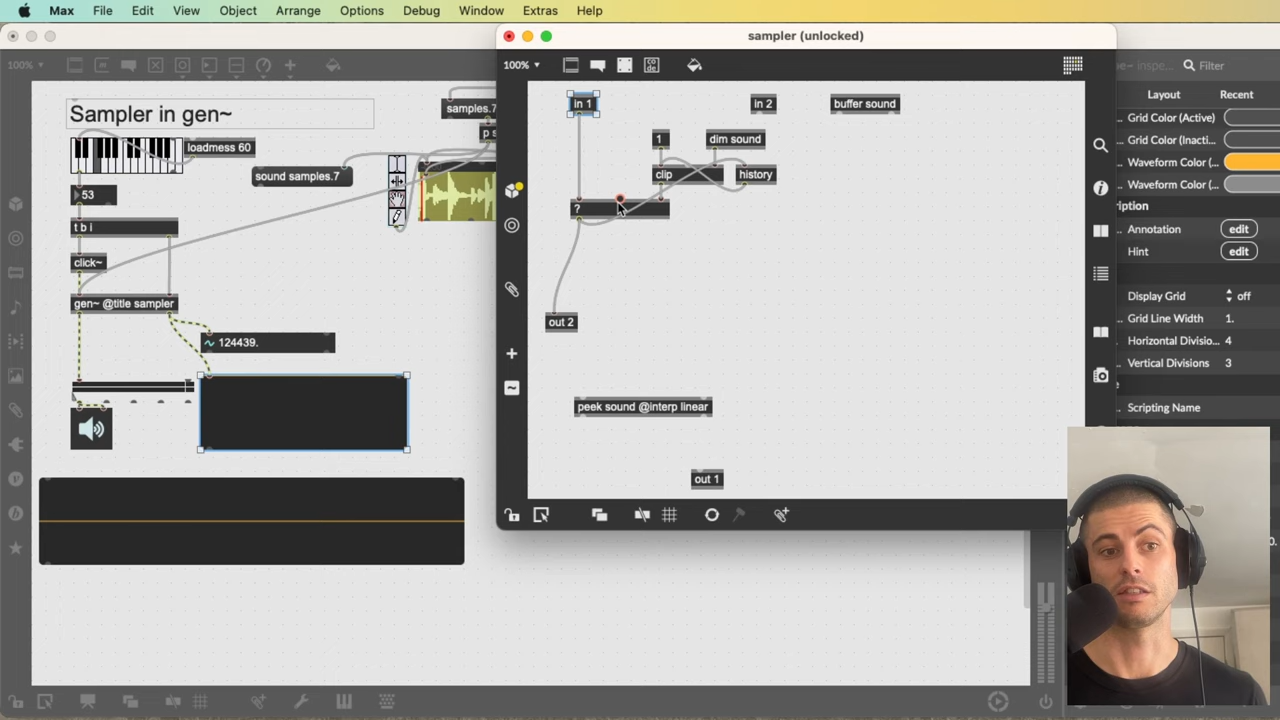 Max File Edit View Object Arrange Options Debug Window Extras Help
sampler (unlocked)
100%
100%
Filter
Layout Recent
Grid Color (Active)
Grid Color (Inacti...
Waveform Color (...
Waveform Color (...
Annotation edit
Hint edit
Display Grid off
Grid Line Width 1.
Horizontal Divisio... 4
Vertical Divisions 3
Scripting Name
Sampler in gen~
loadmess 60
sound samples.7
samples.7
p s
53
t b i
click~
gen~ @title sampler
124439.
in 1
in 2
buffer sound
1
dim sound
clip
history
?
out 2
peek sound @interp linear
out 1